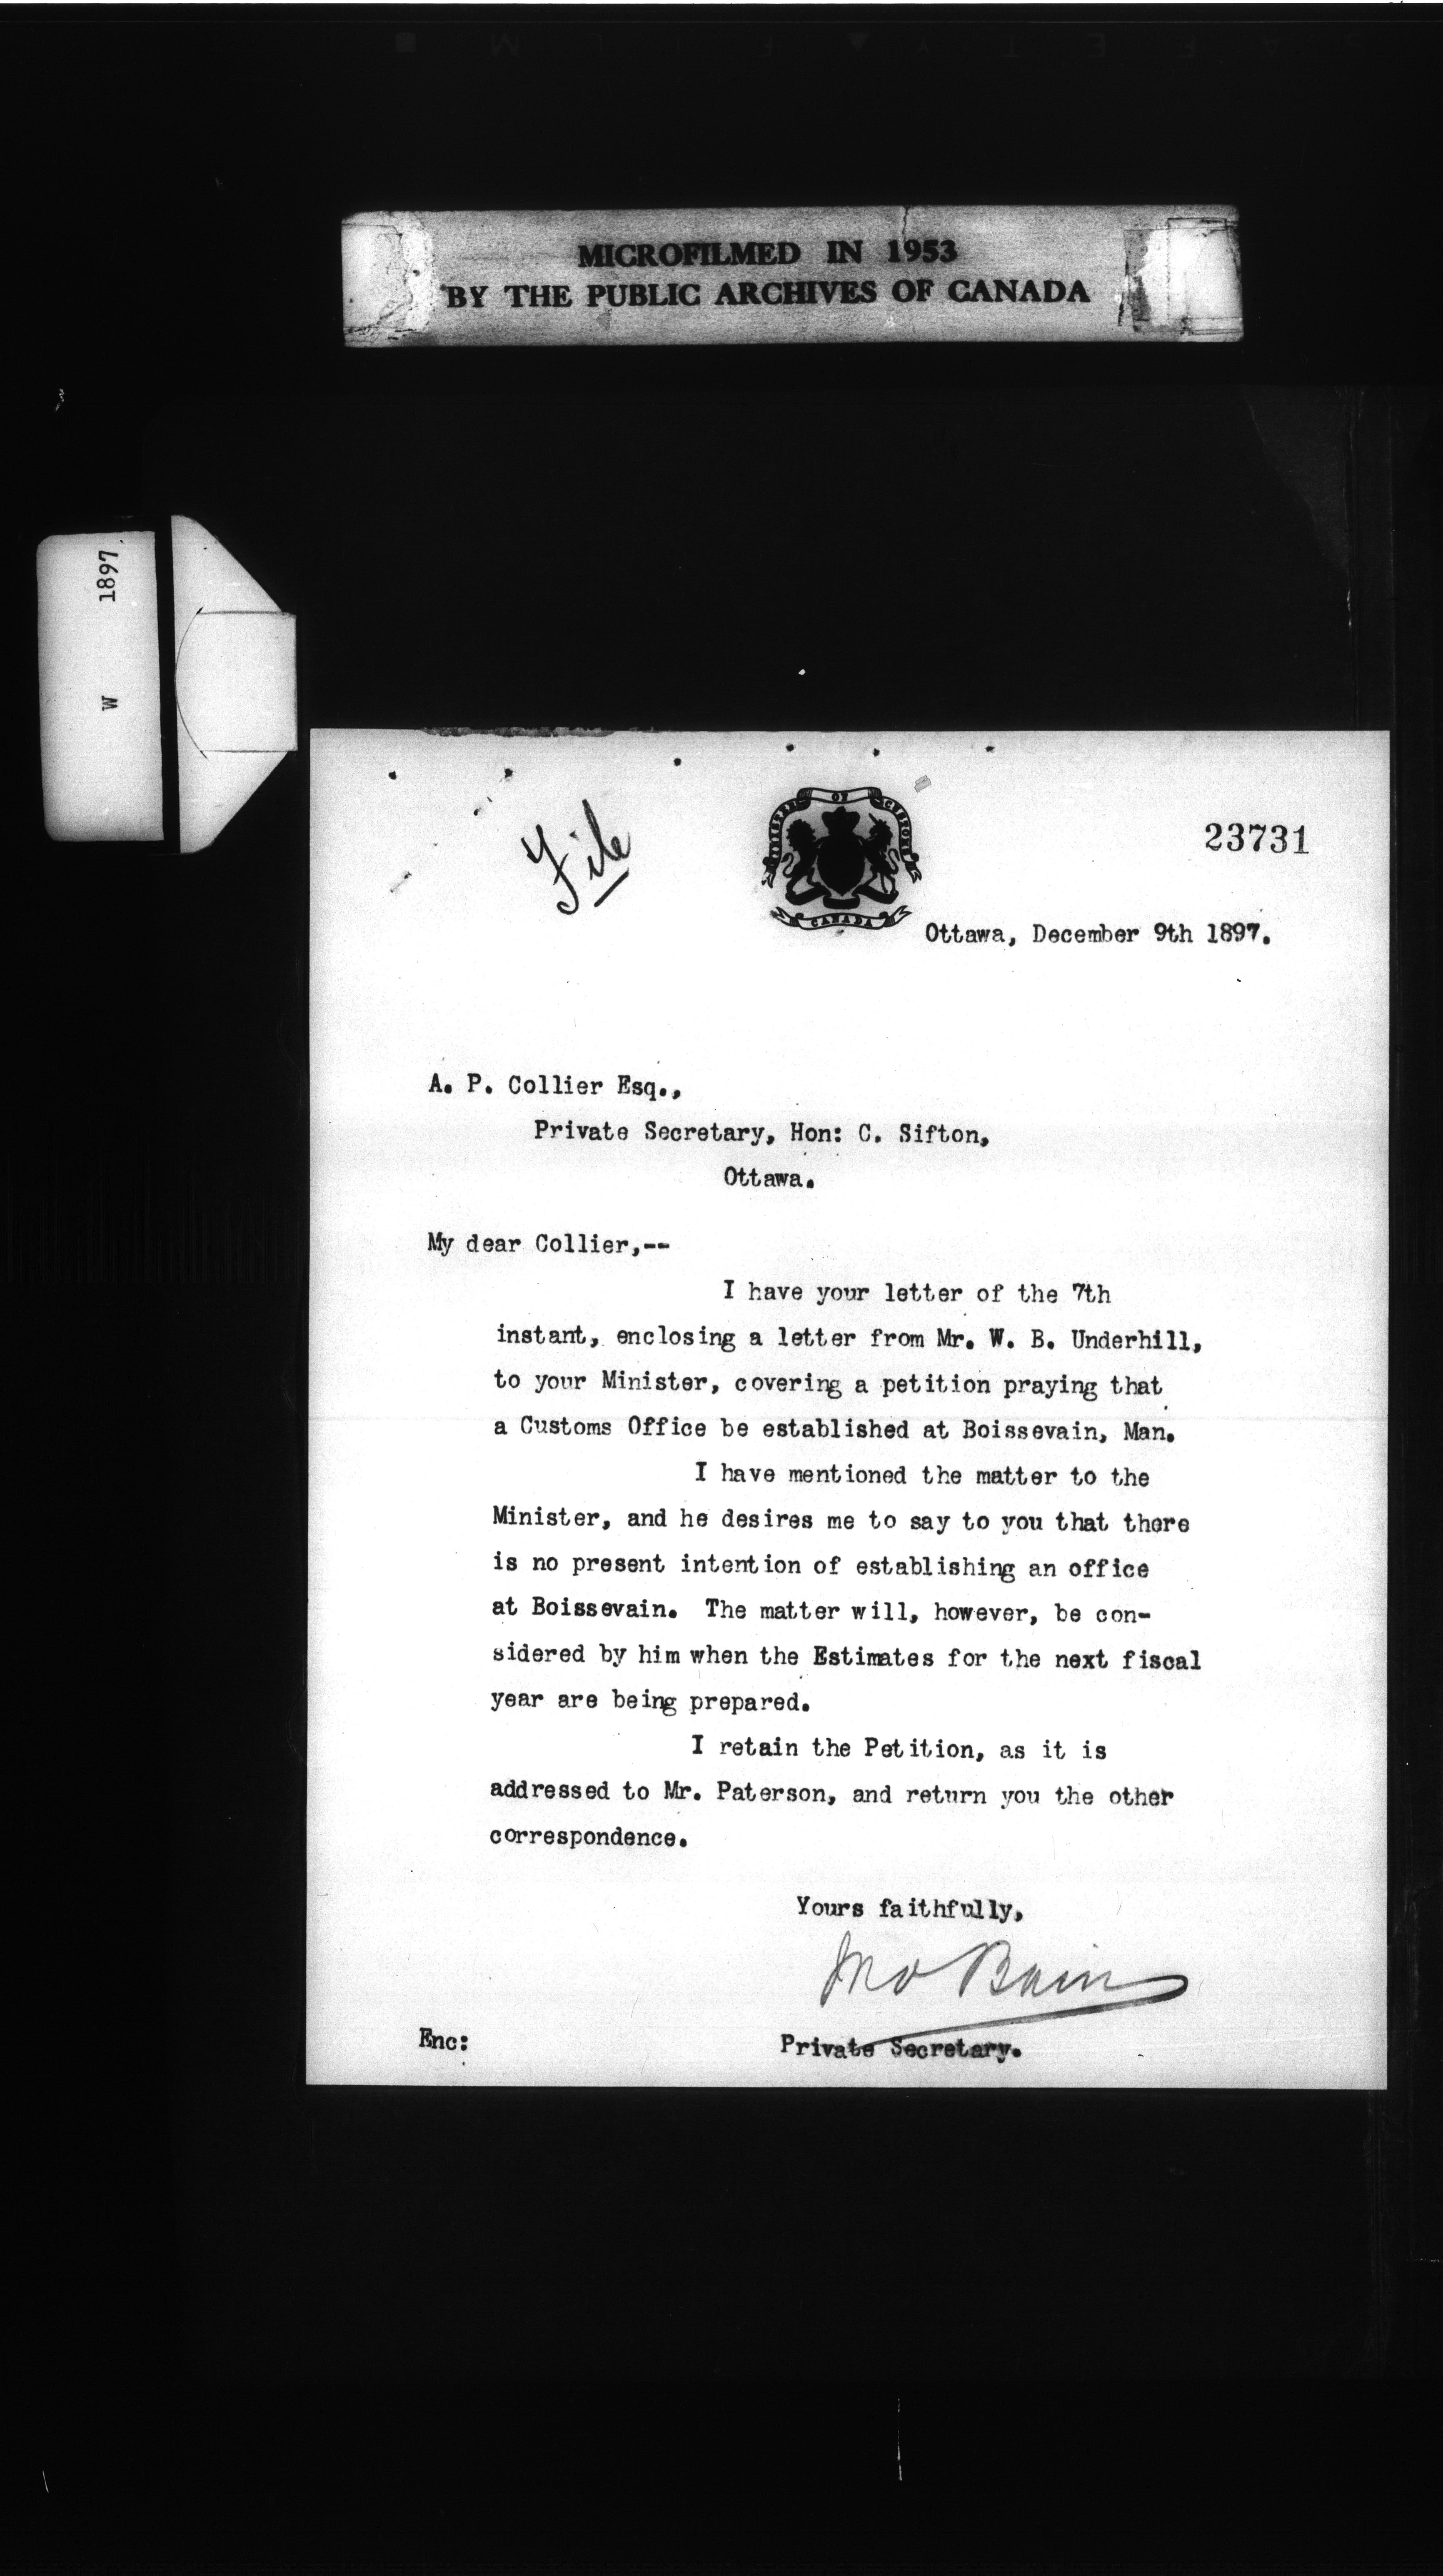 MICROFILMED IN 1953
BY THE PUBLIC ARCHIVES OF CANADA
W 1897
File
MINISTER OF CUSTOMS
CANADA
23731
Ottawa, December 9th 1897.
A. P. Collier Esq.,
Private Secretary, Hon: C. Sifton,
Ottawa.
My dear Collier,--
I have your letter of the 7th
instant, enclosing a letter from Mr. W. B. Underhill,
to your Minister, covering a petition praying that
a Customs Office be established at Boissevain, Man.
I have mentioned the matter to the
Minister, and he desires me to say to you that there
is no present intention of establishing an office
at Boissevain. The matter will, however, be con-
sidered by him when the Estimates for the next fiscal
year are being prepared.
I retain the Petition, as it is
addressed to Mr. Paterson, and return you the other
correspondence.
Yours faithfully,
Jno Bain
Enc:
Private Secretary.